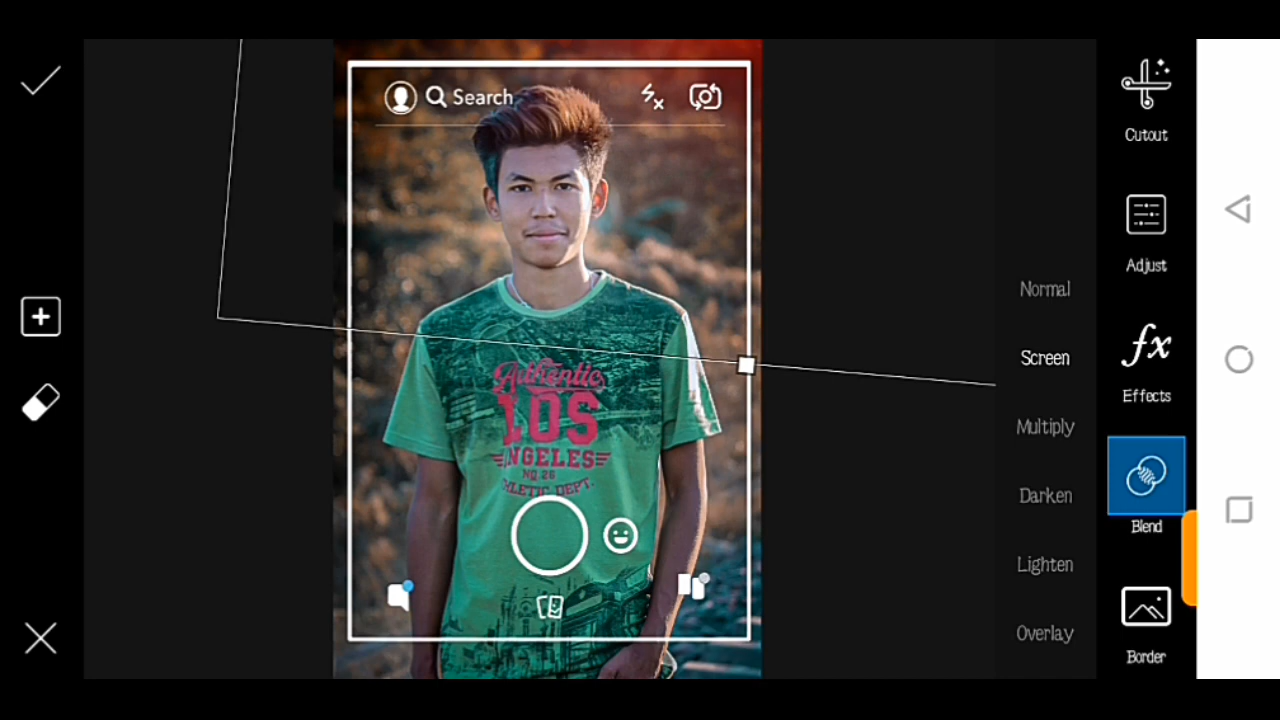 Search
Authentic
LOS
ANGELES
NO 26
HLETIC DEPT.
Normal
Screen
Multiply
Darken
Lighten
Overlay
Cutout
Adjust
fx
Effects
Blend
Border